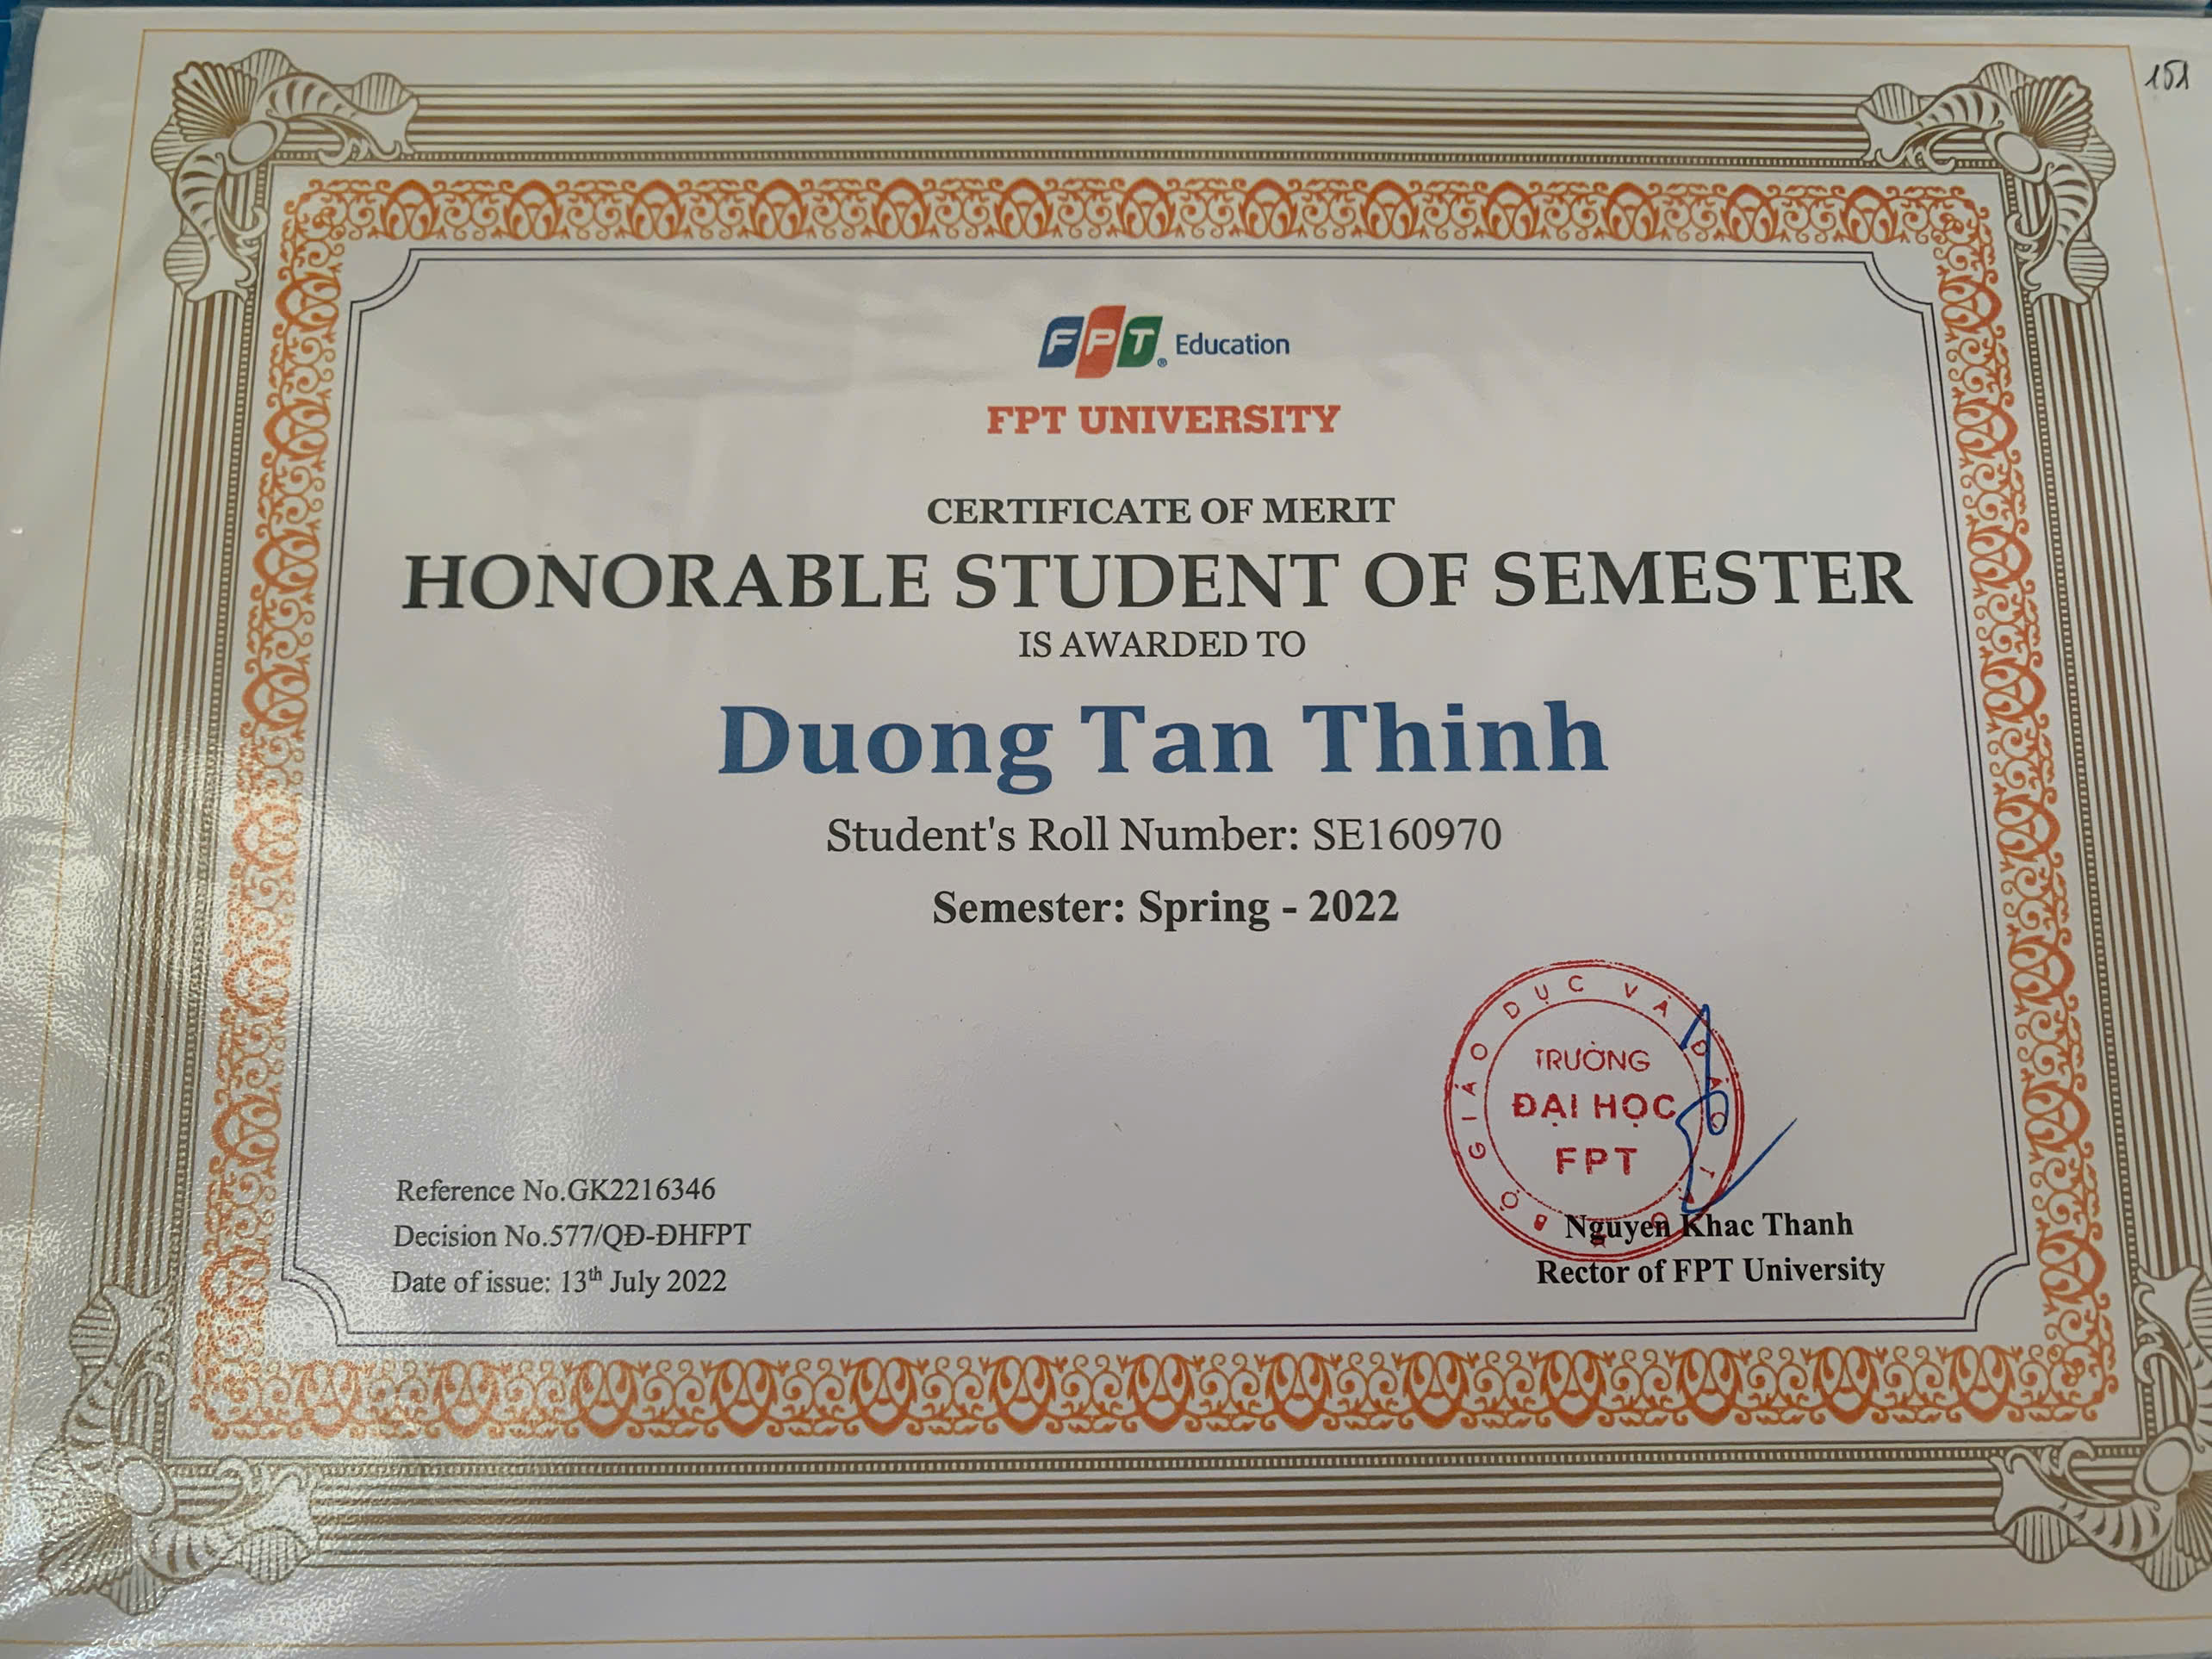 151
FPT® Education
FPT UNIVERSITY
CERTIFICATE OF MERIT
HONORABLE STUDENT OF SEMESTER
IS AWARDED TO
Duong Tan Thinh
Student's Roll Number: SE160970
Semester: Spring - 2022
BỘ GIÁO DỤC VÀ ĐÀO TẠO
TRƯỜNG
ĐẠI HỌC
FPT
Reference No.GK2216346
Decision No.577/QĐ-ĐHFPT
Date of issue: 13th July 2022
Nguyen Khac Thanh
Rector of FPT University